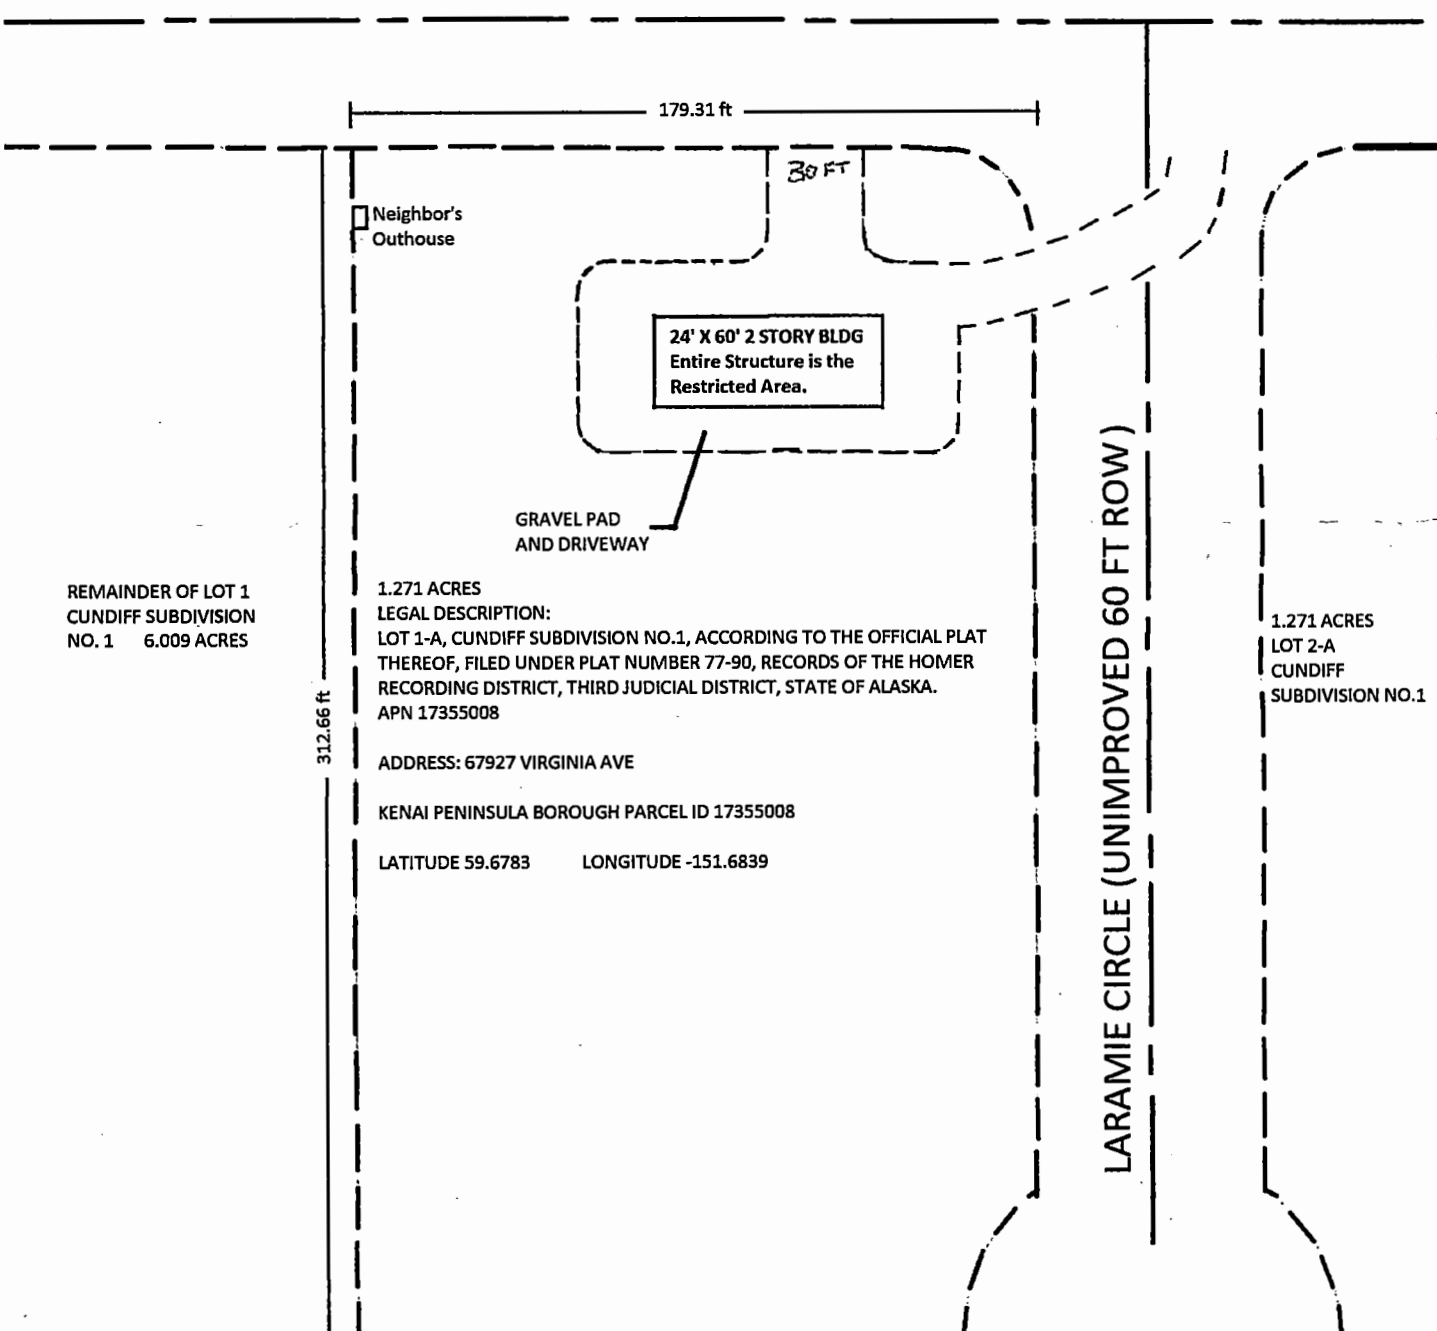 179.31 ft
30 FT
Neighbor's
Outhouse
24' X 60' 2 STORY BLDG
Entire Structure is the
Restricted Area.
GRAVEL PAD
AND DRIVEWAY
REMAINDER OF LOT 1
CUNDIFF SUBDIVISION
NO. 1 6.009 ACRES
312.66 ft
1.271 ACRES
LEGAL DESCRIPTION:
LOT 1-A, CUNDIFF SUBDIVISION NO.1, ACCORDING TO THE OFFICIAL PLAT
THEREOF, FILED UNDER PLAT NUMBER 77-90, RECORDS OF THE HOMER
RECORDING DISTRICT, THIRD JUDICIAL DISTRICT, STATE OF ALASKA.
APN 17355008
ADDRESS: 67927 VIRGINIA AVE
KENAI PENINSULA BOROUGH PARCEL ID 17355008
LATITUDE 59.6783 LONGITUDE -151.6839
LARAMIE CIRCLE (UNIMPROVED 60 FT ROW)
1.271 ACRES
LOT 2-A
CUNDIFF
SUBDIVISION NO.1